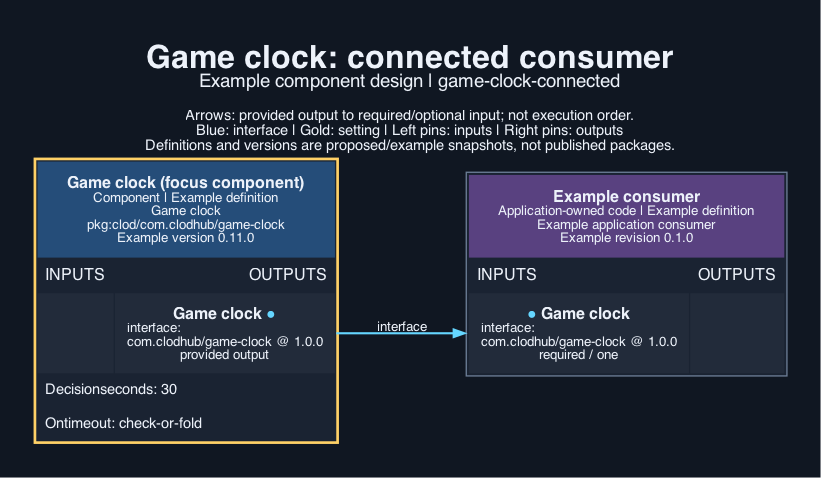 Game clock: connected consumer
Example component design | game-clock-connected
Arrows: provided output to required/optional input; not execution order.
Blue: interface | Gold: setting | Left pins: inputs | Right pins: outputs
Definitions and versions are proposed/example snapshots, not published packages.
Game clock (focus component)
Component | Example definition
Game clock
pkg:clod/com.clodhub/game-clock
Example version 0.11.0
INPUTS OUTPUTS
Game clock
interface:
com.clodhub/game-clock @ 1.0.0
provided output
Decisionseconds: 30
Ontimeout: check-or-fold
interface
Example consumer
Application-owned code | Example definition
Example application consumer
Example revision 0.1.0
INPUTS OUTPUTS
Game clock
interface:
com.clodhub/game-clock @ 1.0.0
required / one